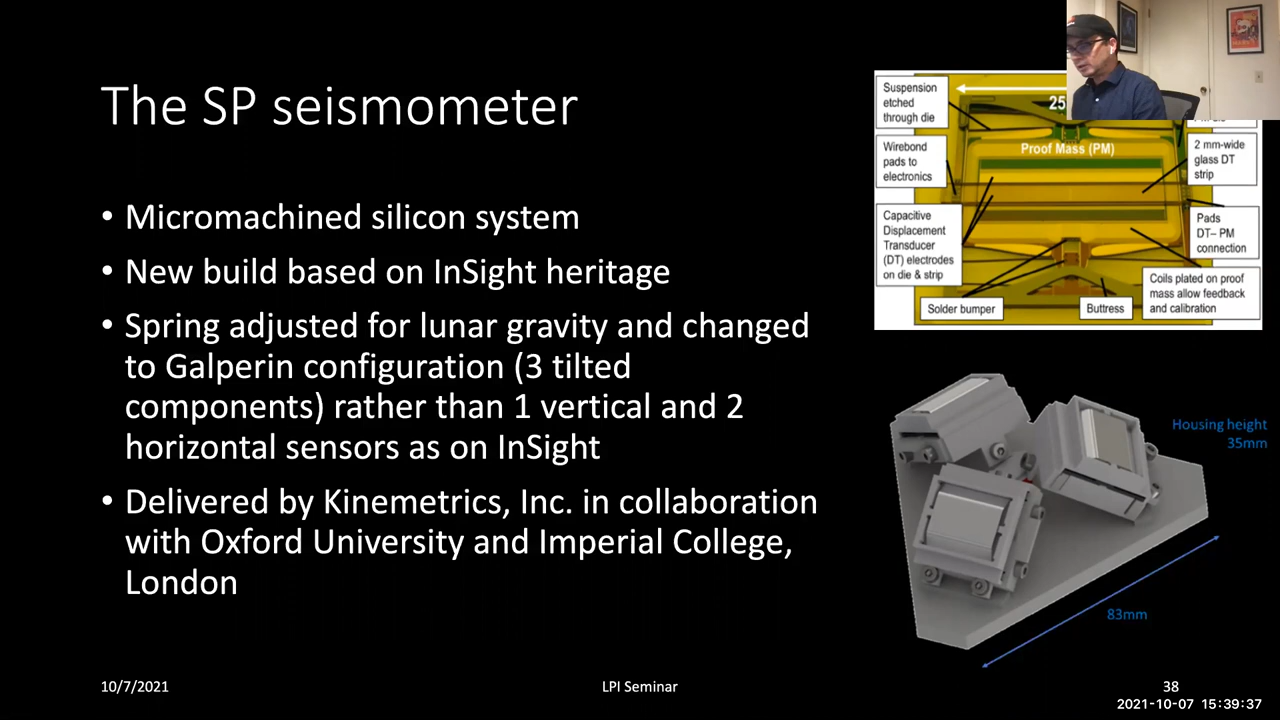 The SP seismometer
• Micromachined silicon system
• New build based on InSight heritage
• Spring adjusted for lunar gravity and changed
to Galperin configuration (3 tilted
components) rather than 1 vertical and 2
horizontal sensors as on InSight
• Delivered by Kinemetrics, Inc. in collaboration
with Oxford University and Imperial College,
London
Suspension
etched
through die
25
Proof Mass (PM)
Wirebond
pads to
electronics
2 mm-wide
glass DT
strip
Capacitive
Displacement
Transducer
(DT) electrodes
on die & strip
Pads
DT– PM
connection
Coils plated on proof
mass allow feedback
and calibration
Solder bumper
Buttress
Housing height
35mm
83mm
10/7/2021
LPI Seminar
38
2021-10-07 15:39:37